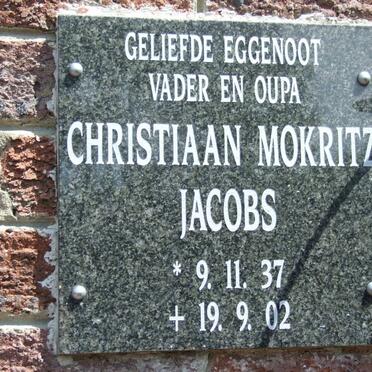 GELIEFDE EGGENOOT
VADER EN OUPA
CHRISTIAAN MOKRITZ
JACOBS
* 9. 11. 37
+ 19. 9. 02